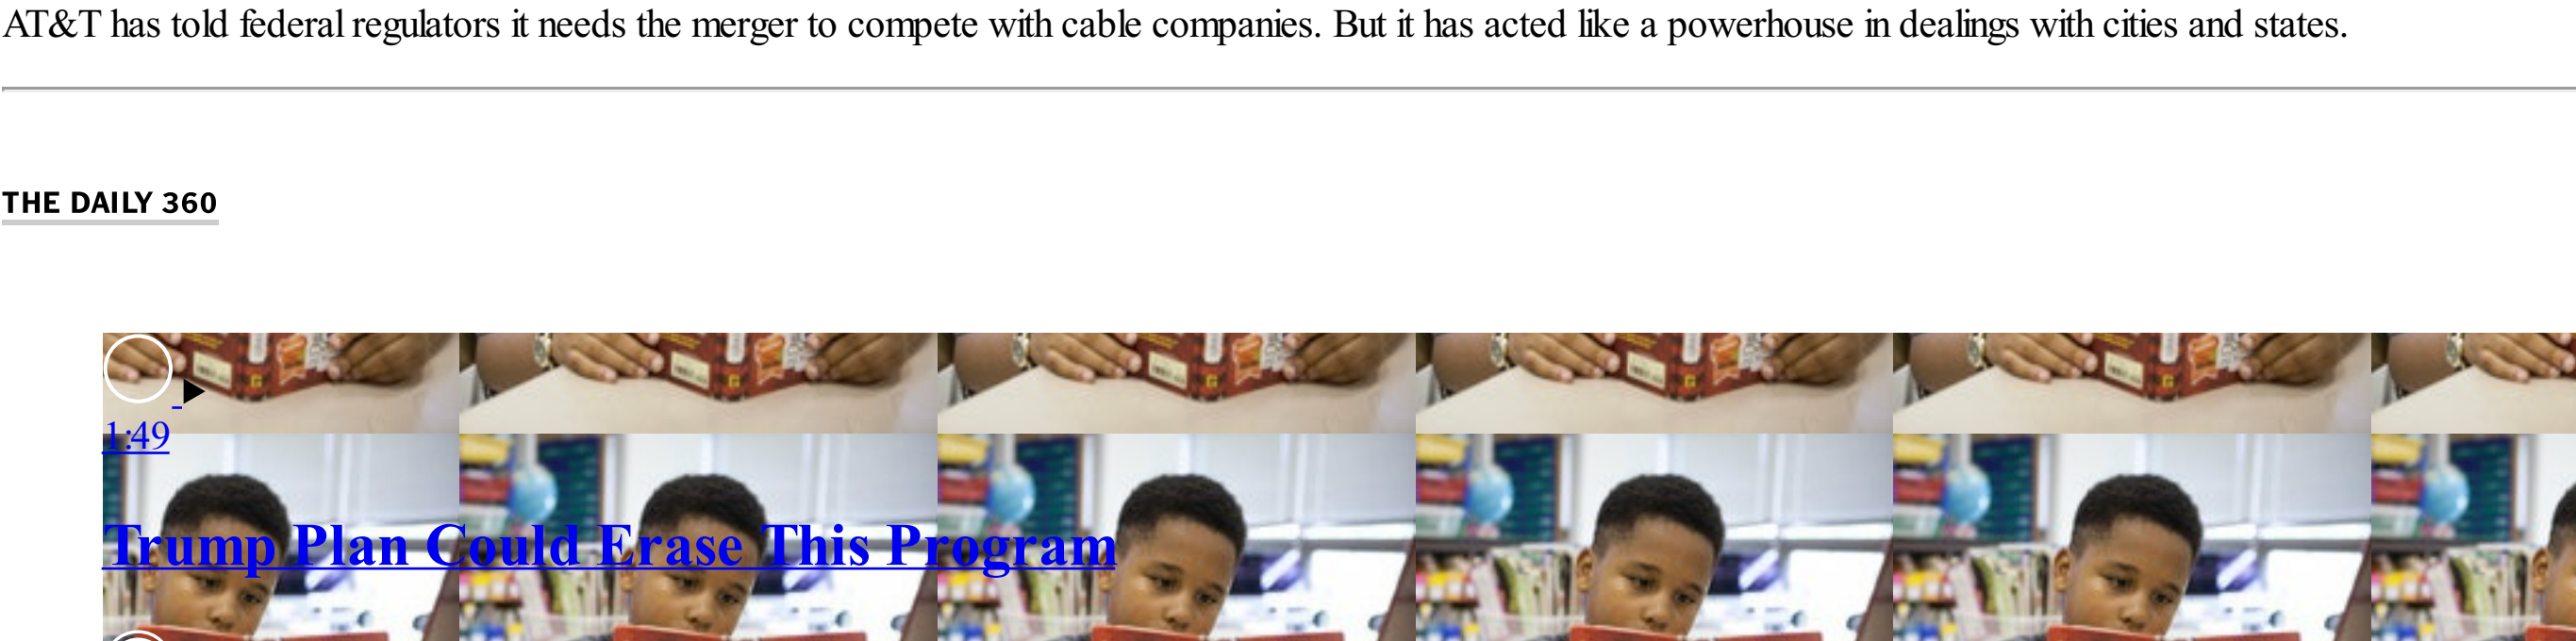 AT&T has told federal regulators it needs the merger to compete with cable companies. But it has acted like a powerhouse in dealings with cities and states.
THE DAILY 360
1:49
Trump Plan Could Erase This Program